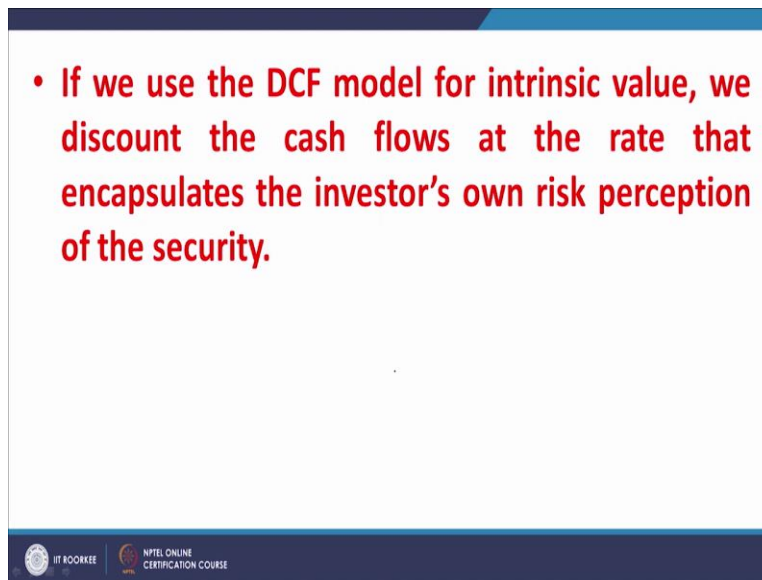 • If we use the DCF model for intrinsic value, we
discount the cash flows at the rate that
encapsulates the investor's own risk perception
of the security.
IIT ROORKEE
NPTEL ONLINE
CERTIFICATION COURSE